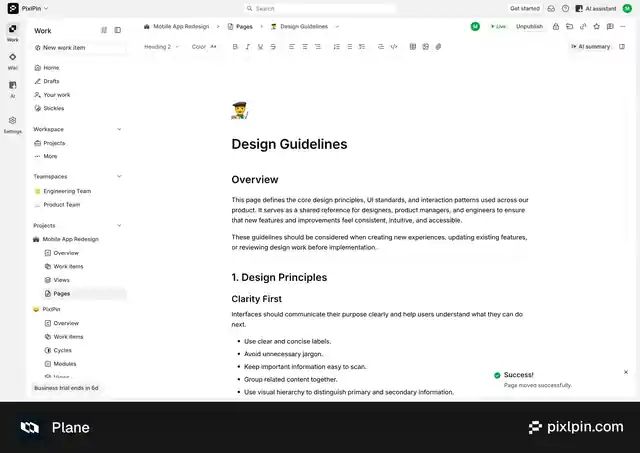 PixlPin
Search
Get started
AI assistant
M
Work
Wiki
AI
Settings
Work
New work item
Home
Drafts
Your work
Stickies
Workspace
Projects
More
Teamspaces
Engineering Team
Product Team
Projects
Mobile App Redesign
Overview
Work items
Views
Pages
PixlPin
Overview
Work items
Cycles
Modules
Views
Business trial ends in 6d
Mobile App Redesign > Pages > Design Guidelines
M
Live
Unpublish
Heading 2
Color
AI summary
Design Guidelines
Overview
This page defines the core design principles, UI standards, and interaction patterns used across our
product. It serves as a shared reference for designers, product managers, and engineers to ensure
that new features and improvements feel consistent, intuitive, and accessible.
These guidelines should be considered when creating new experiences, updating existing features,
or reviewing design work before implementation.
1. Design Principles
Clarity First
Interfaces should communicate their purpose clearly and help users understand what they can do
next.
• Use clear and concise labels.
• Avoid unnecessary jargon.
• Keep important information easy to scan.
• Group related content together.
• Use visual hierarchy to distinguish primary and secondary information.
Success!
Page moved successfully.
Plane
pixlpin.com